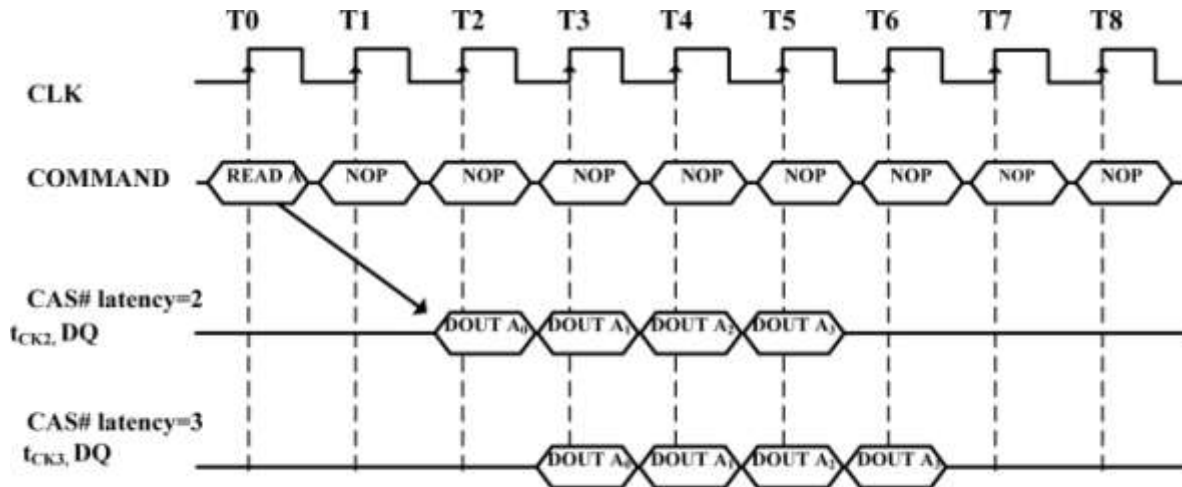 T0 T1 T2 T3 T4 T5 T6 T7 T8
CLK
COMMAND READ A NOP NOP NOP NOP NOP NOP NOP NOP
CAS# latency=2
tCK2, DQ DOUT A0 DOUT A1 DOUT A2 DOUT A3
CAS# latency=3
tCK3, DQ DOUT A0 DOUT A1 DOUT A2 DOUT A3